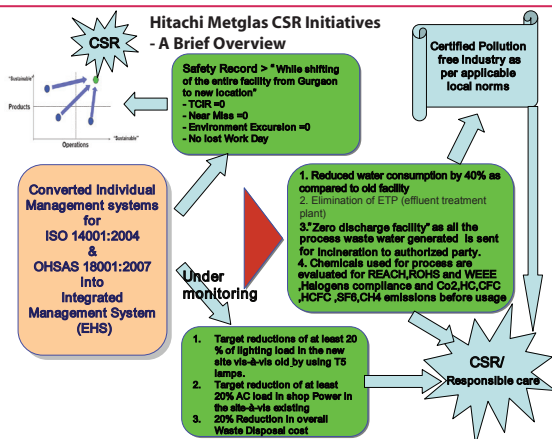 Hitachi Metglas CSR Initiatives
- A Brief Overview
CSR
"Sustainable"
Products
Operations
"Sustainable"
Safety Record > " While shifting
of the entire facility from Gurgaon
to new location"
- TCIR =0
- Near Miss =0
- Environment Excursion =0
- No lost Work Day
Certified Pollution
free Industry as
per applicable
local norms
Converted Individual
Management systems
for
ISO 14001:2004
&
OHSAS 18001:2007
Into
Integrated
Management System
(EHS)
Under
monitoring
1. Reduced water consumption by 40% as
compared to old facility
2. Elimination of ETP (effluent treatment
plant)
3."Zero discharge facility" as all the
process waste water generated is sent
for Incineration to authorized party.
4. Chemicals used for process are
evaluated for REACH,ROHS and WEEE
,Halogens compliance and Co2,HC,CFC
,HCFC ,SF6,CH4 emissions before usage
1. Target reductions of at least 20
% of lighting load in the new
site vis-à-vis old by using T5
lamps.
2. Target reduction of at least
20% AC load in shop Power in
the site-à-vis existing
3. 20% Reduction in overall
Waste Disposal cost
CSR/
Responsible care